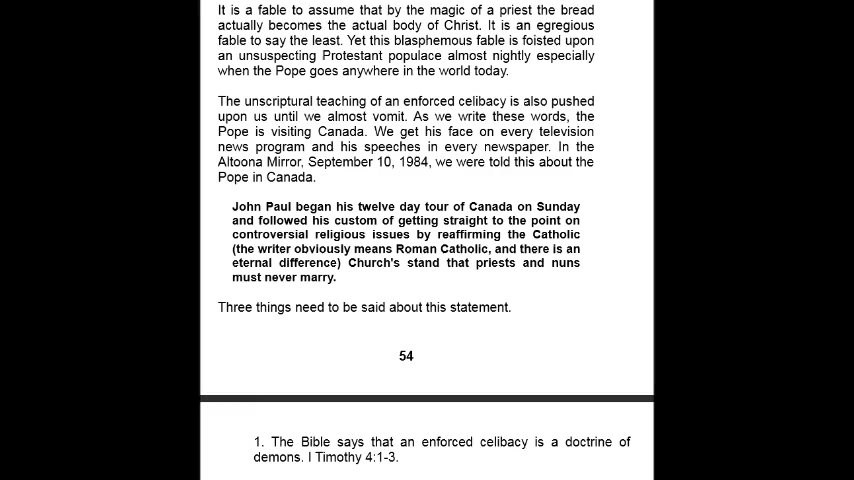 It is a fable to assume that by the magic of a priest the bread
actually becomes the actual body of Christ. It is an egregious
fable to say the least. Yet this blasphemous fable is foisted upon
an unsuspecting Protestant populace almost nightly especially
when the Pope goes anywhere in the world today.
The unscriptural teaching of an enforced celibacy is also pushed
upon us until we almost vomit. As we write these words, the
Pope is visiting Canada. We get his face on every television
news program and his speeches in every newspaper. In the
Altoona Mirror, September 10, 1984, we were told this about the
Pope in Canada.
John Paul began his twelve day tour of Canada on Sunday
and followed his custom of getting straight to the point on
controversial religious issues by reaffirming the Catholic
(the writer obviously means Roman Catholic, and there is an
eternal difference) Church's stand that priests and nuns
must never marry.
Three things need to be said about this statement.
54
1. The Bible says that an enforced celibacy is a doctrine of
demons. I Timothy 4:1-3.